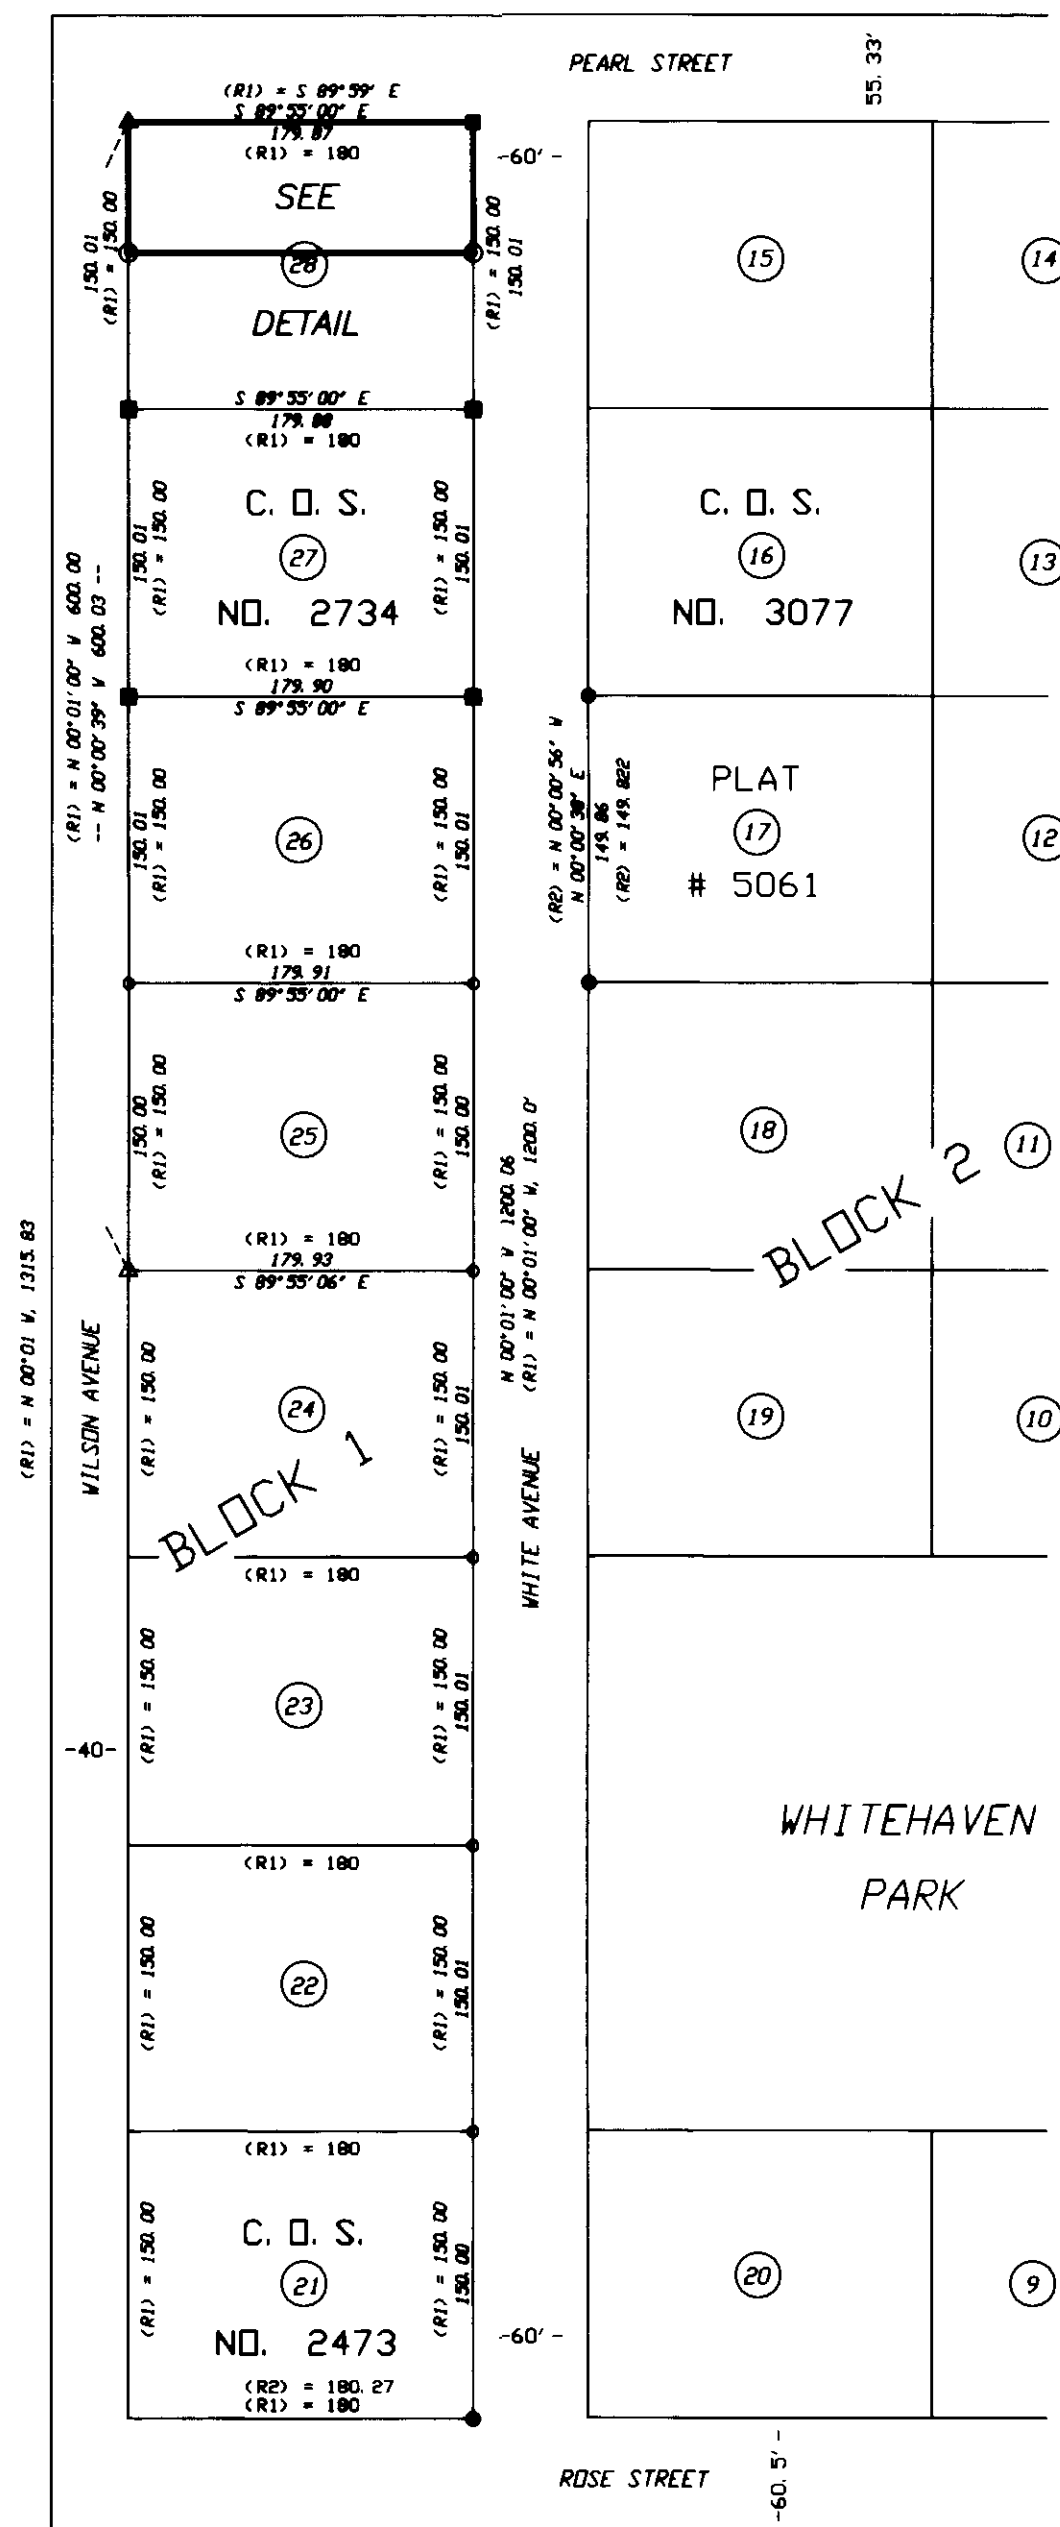 PEARL STREET
55.33'
(R1) = S 89°59' E
S 89°55'00" E
179.87
(R1) = 180
-60'-
SEE
150.01
(R1) = 150.00
(R1) = 150.00
150.01
28
15
14
DETAIL
S 89°55'00" E
179.88
(R1) = 180
C. O. S.
C. O. S.
150.01
(R1) = 150.00
(R1) = 150.00
150.01
27
16
13
NO. 2734
NO. 3077
(R1) = N 00°01'00" W 600.00
-- N 00°00'39" W 600.03 --
(R1) = 180
179.90
S 89°55'00" E
PLAT
150.01
(R1) = 150.00
(R1) = 150.00
150.01
(R2) = N 00°00'56" W
N 00°00'38" E
149.86
(R2) = 149.822
26
17
12
# 5061
(R1) = 180
179.91
S 89°55'00" E
150.00
(R1) = 150.00
(R1) = 150.00
150.00
25
18
11
N 00°01'00" W 1200.06
(R1) = N 00°01'00" W, 1200.0'
BLOCK 2
(R1) = 180
179.93
S 89°55'06" E
(R1) = N 00°01 W, 1315.83
WILSON AVENUE
(R1) = 150.00
(R1) = 150.00
150.01
24
19
10
BLOCK 1
WHITE AVENUE
(R1) = 180
(R1) = 150.00
(R1) = 150.00
150.01
23
-40-
WHITEHAVEN
PARK
(R1) = 180
(R1) = 150.00
(R1) = 150.00
150.01
22
(R1) = 180
(R1) = 150.00
(R1) = 150.00
150.00
C. O. S.
21
20
9
NO. 2473
-60'-
(R2) = 180.27
(R1) = 180
ROSE STREET
-60.5'-